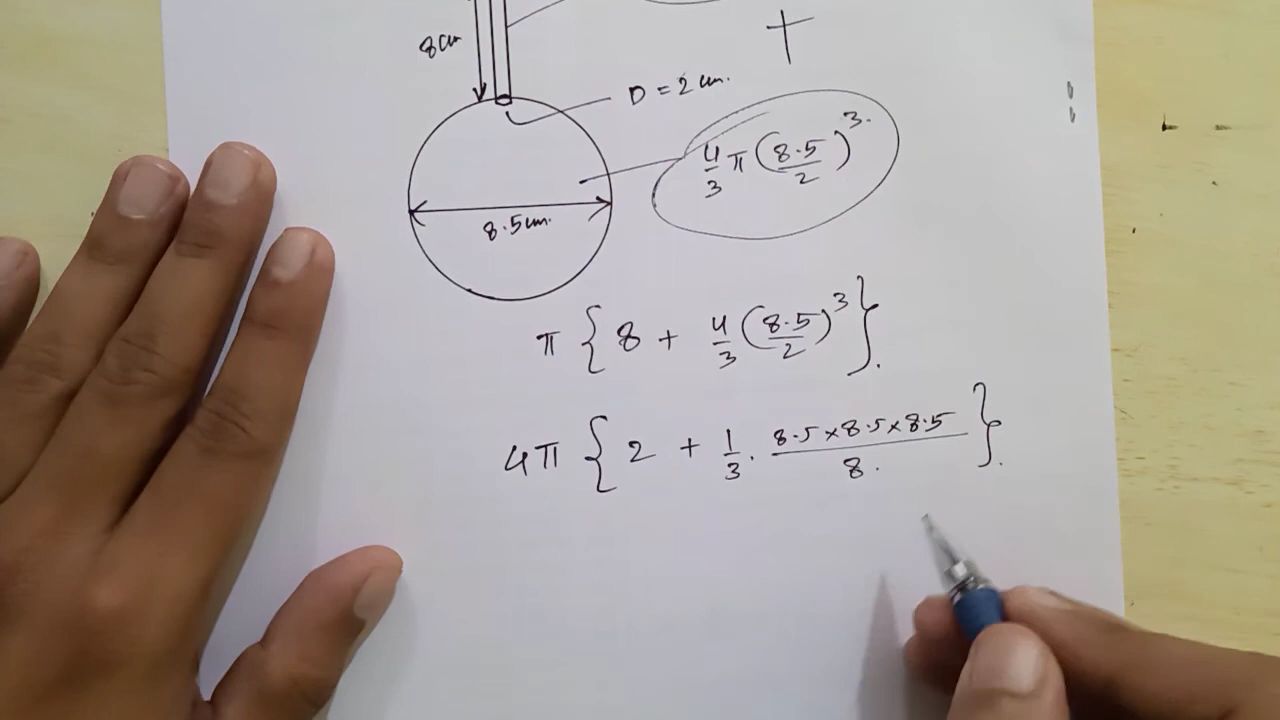 8cm
D = 2 cm.
4/3 π (8.5/2)^3.
8.5cm.
π { 8 + 4/3 (8.5/2)^3 }.
4π { 2 + 1/3 . 8.5×8.5×8.5/8. }.